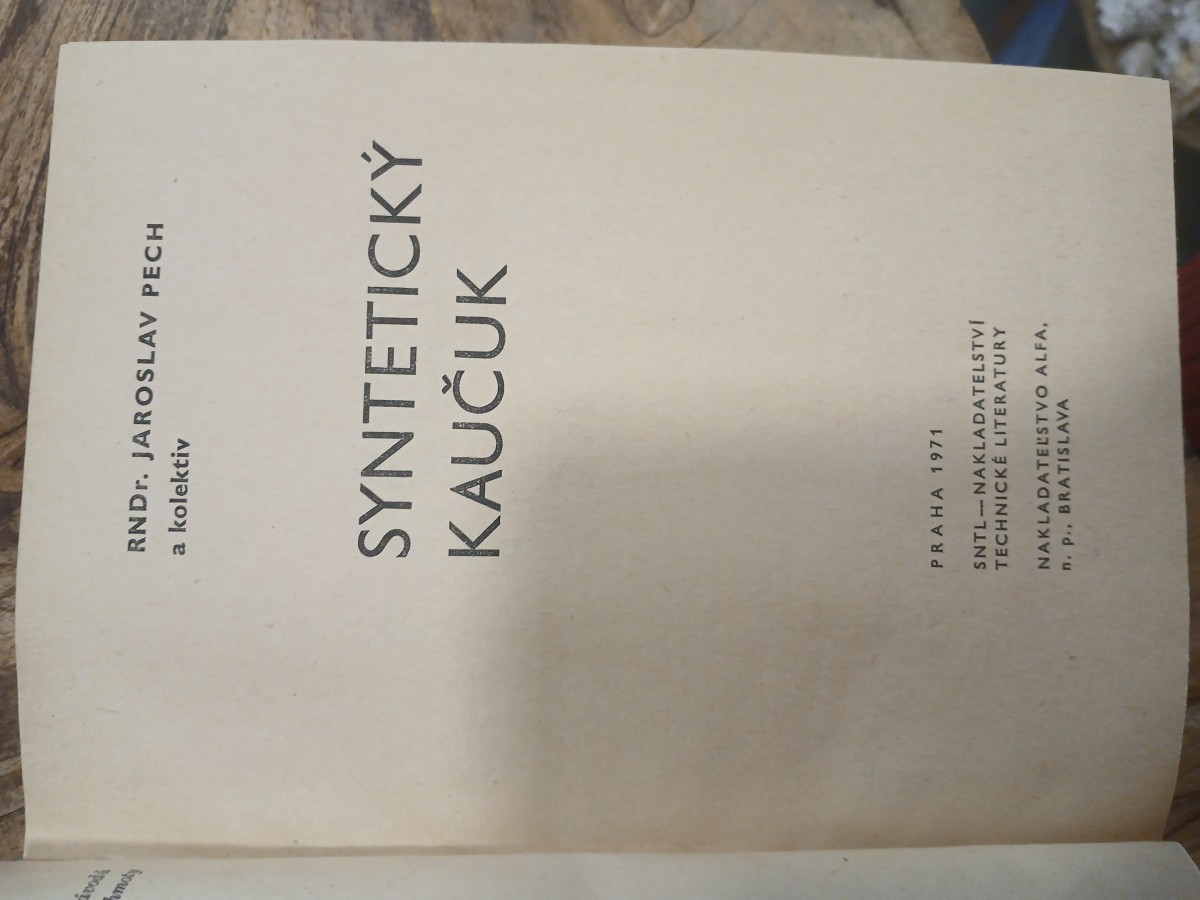 RNDr. JAROSLAV PECH
a kolektiv
SYNTETICKÝ
KAUČUK
PRAHA 1971
SNTL—NAKLADATELSTVÍ
TECHNICKÉ LITERATURY
NAKLADATEĽSTVO ALFA,
n. p., BRATISLAVA